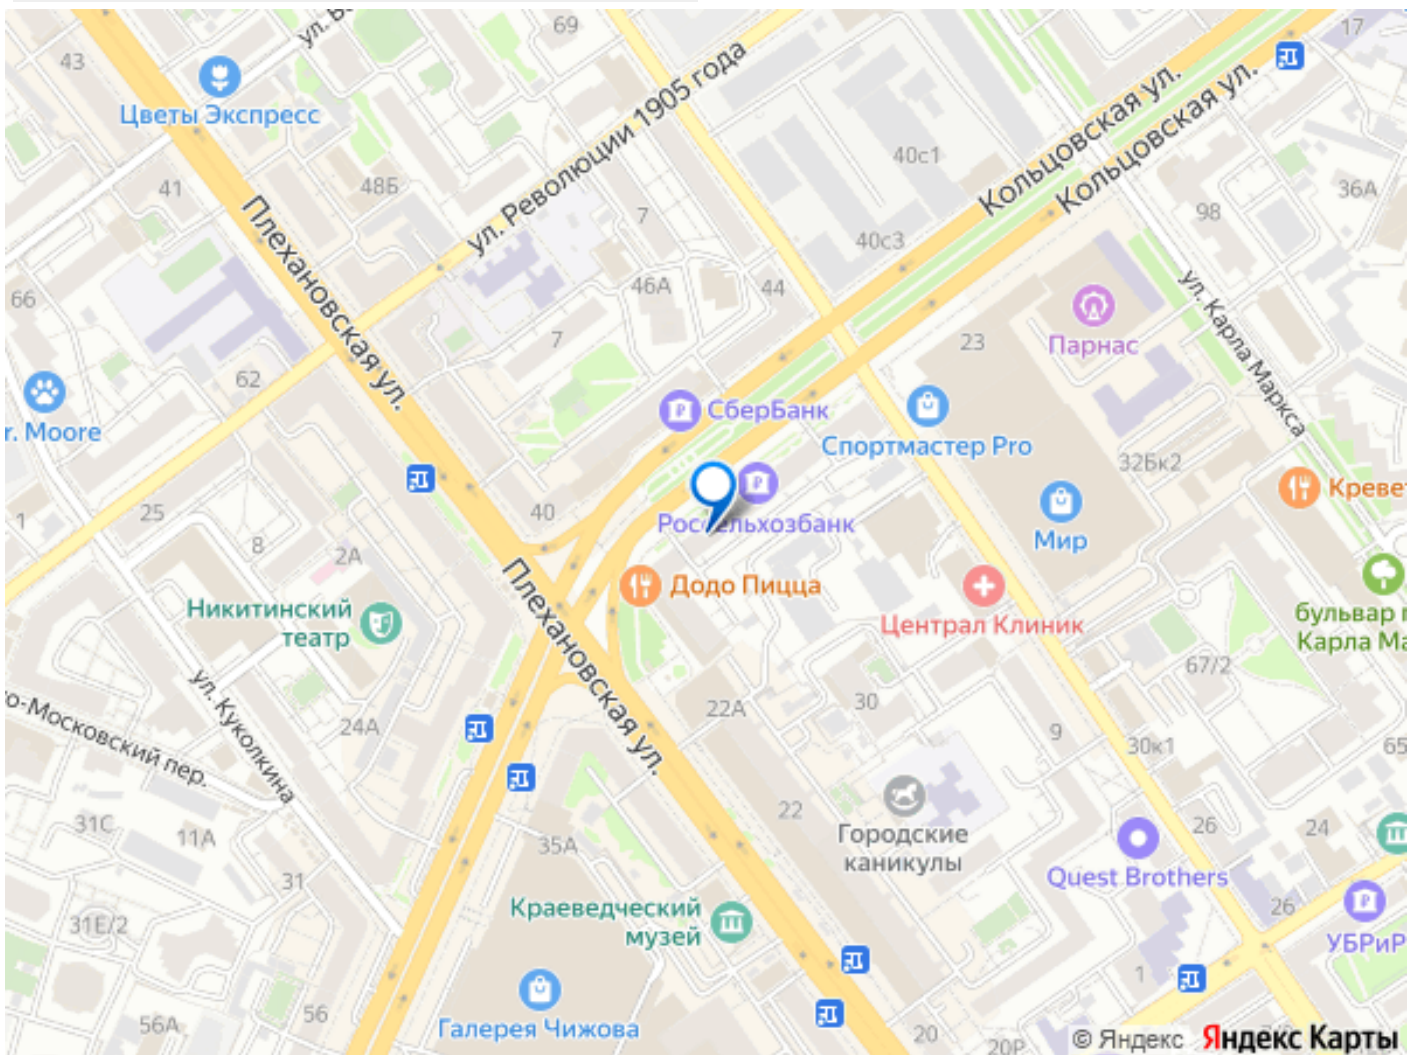 69
17
43
Цветы Экспресс
ул. Революции 1905 года
Кольцовская ул.
Кольцовская ул.
40с1
41
48Б
7
36А
98
40с3
Плехановская ул.
46А
44
66
7
23
Парнас
ул. Карла Маркса
62
r. Moore
СберБанк
Спортмастер Pro
32Бк2
Креве
1
25
40
Россельхозбанк
Мир
8
2А
Додо Пицца
Плехановская ул.
Никитинский
театр
Централ Клиник
бульвар п
Карла Ма
67/2
ул. Куколкина
о-Московский пер.
24А
22А
30
9
30к1
65
31С
11А
22
Городские
каникулы
26
24
35А
31
Quest Brothers
31Е/2
Краеведческий
музей
26
УБРиР
1
56
56А
Галерея Чижова
20
20Р
© Яндекс Яндекс Карты